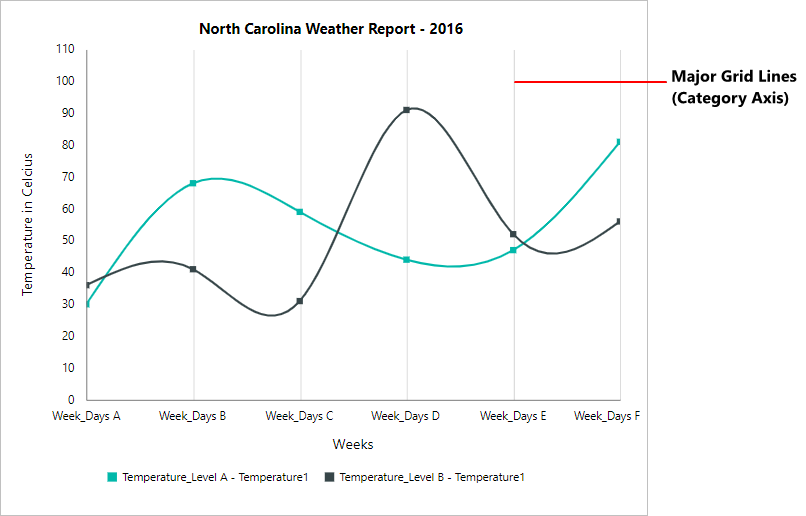 North Carolina Weather Report - 2016
110
100
90
80
70
60
50
40
30
20
10
0
Temperature in Celcius
Major Grid Lines
(Category Axis)
Week_Days A Week_Days B Week_Days C Week_Days D Week_Days E Week_Days F
Weeks
Temperature_Level A - Temperature1 Temperature_Level B - Temperature1